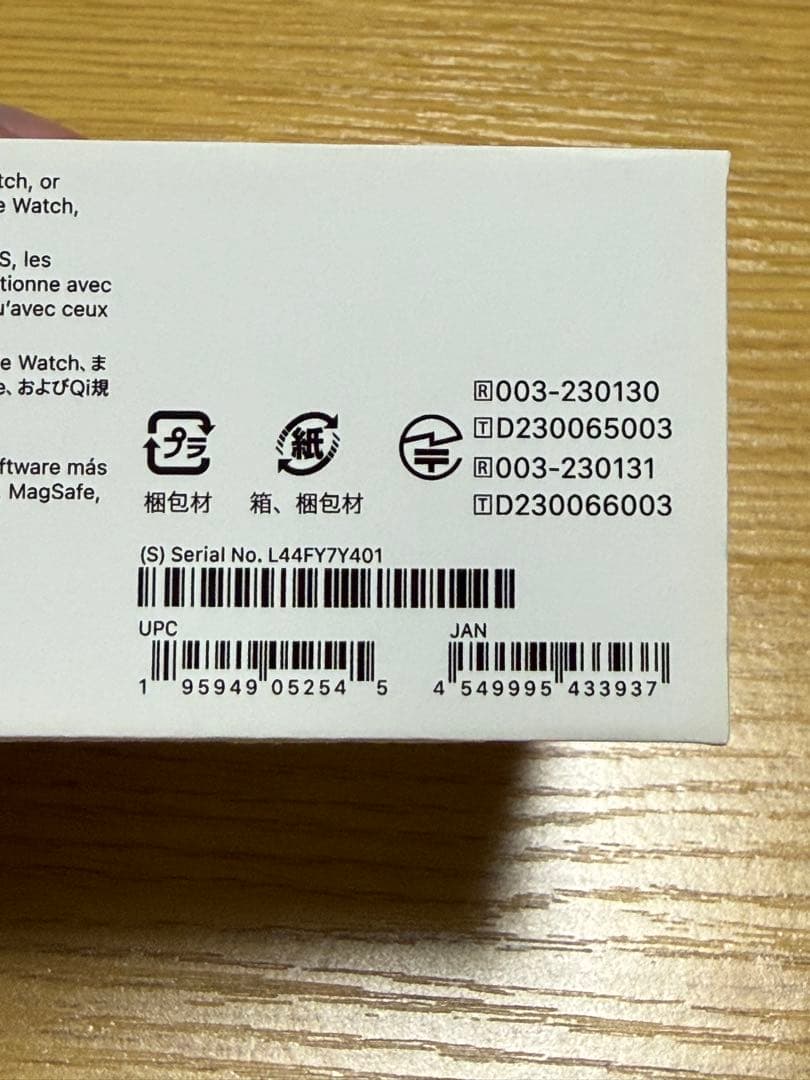 tch, or
e Watch,
S, les
tionne avec
u'avec ceux
e Watch、ま
e、およびQi規
ftware más
MagSafe,
プラ
梱包材
紙
箱、梱包材
R003-230130
TD230065003
R003-230131
TD230066003
(S) Serial No. L44FY7Y401
UPC
1 95949 05254 5
JAN
4 549995 433937